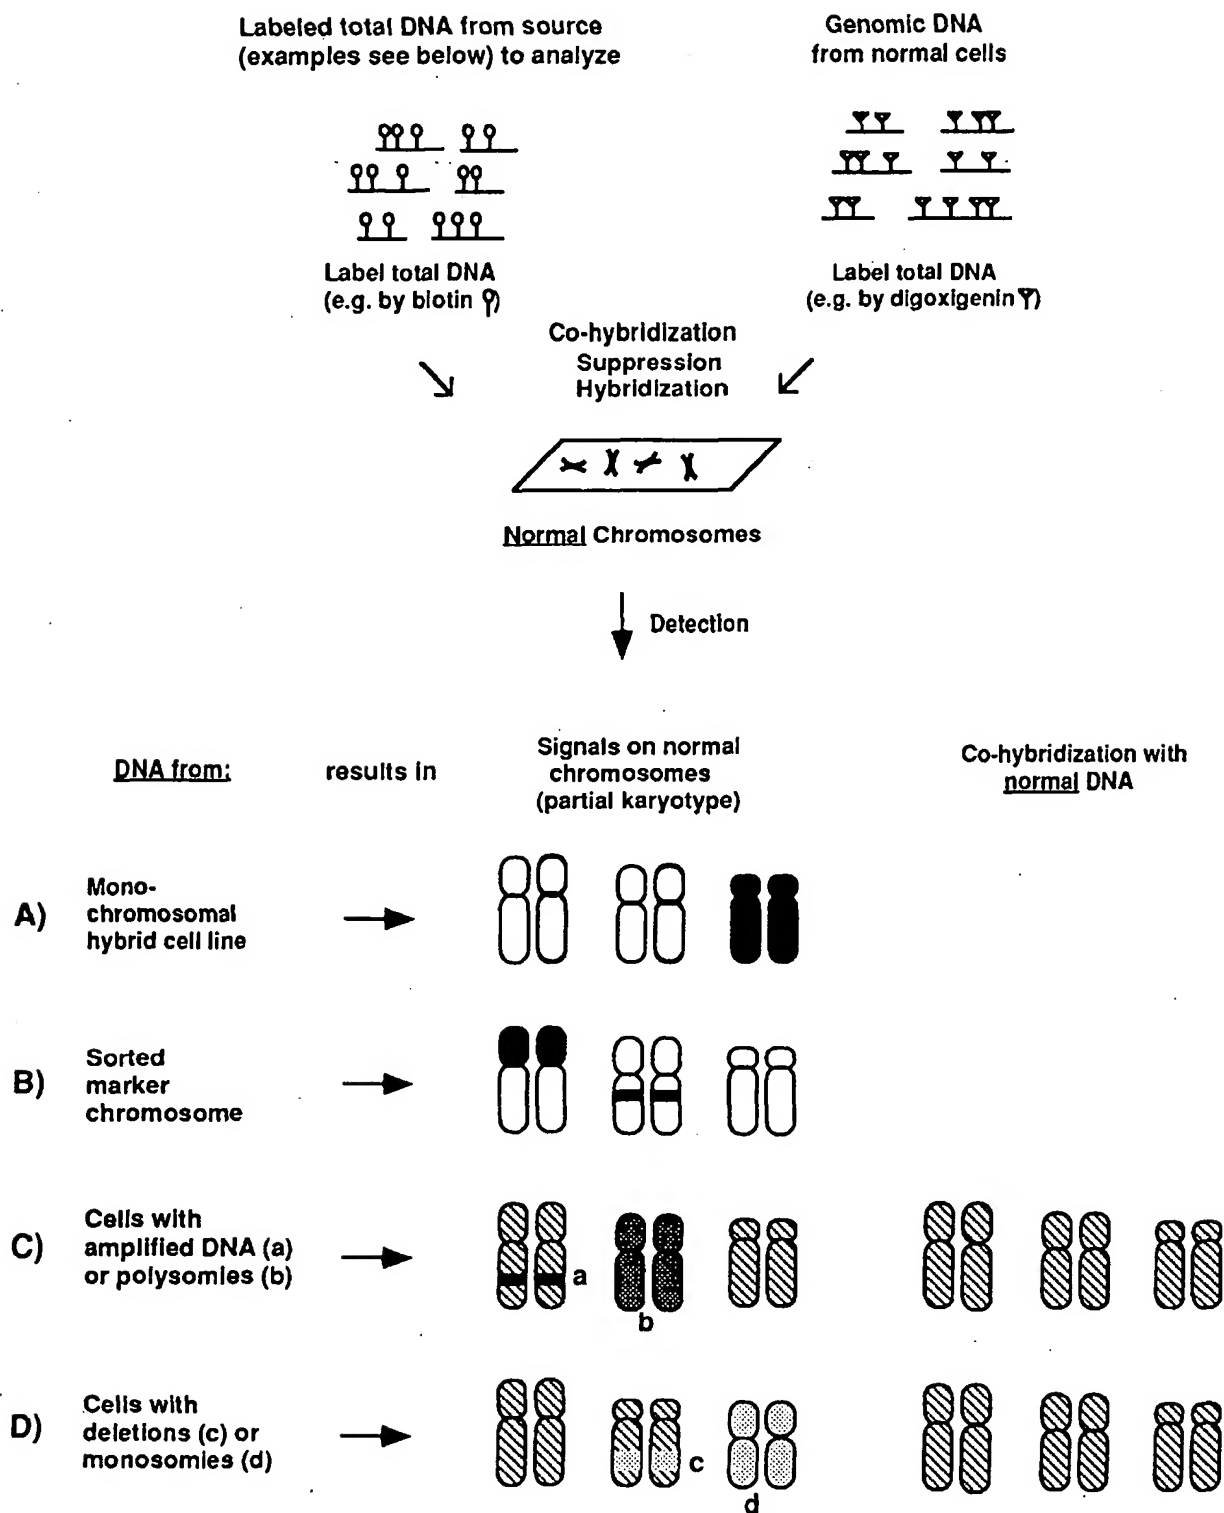 Labeled total DNA from source
(examples see below) to analyze
Genomic DNA
from normal cells
Label total DNA
(e.g. by biotin )
Label total DNA
(e.g. by digoxigenin )
Co-hybridization
Suppression
Hybridization
Normal Chromosomes
Detection
DNA from:
results in
Signals on normal
chromosomes
(partial karyotype)
Co-hybridization with
normal DNA
A)
Mono-
chromosomal
hybrid cell line
B)
Sorted
marker
chromosome
C)
Cells with
amplified DNA (a)
or polysomies (b)
a
b
D)
Cells with
deletions (c) or
monosomies (d)
c
d